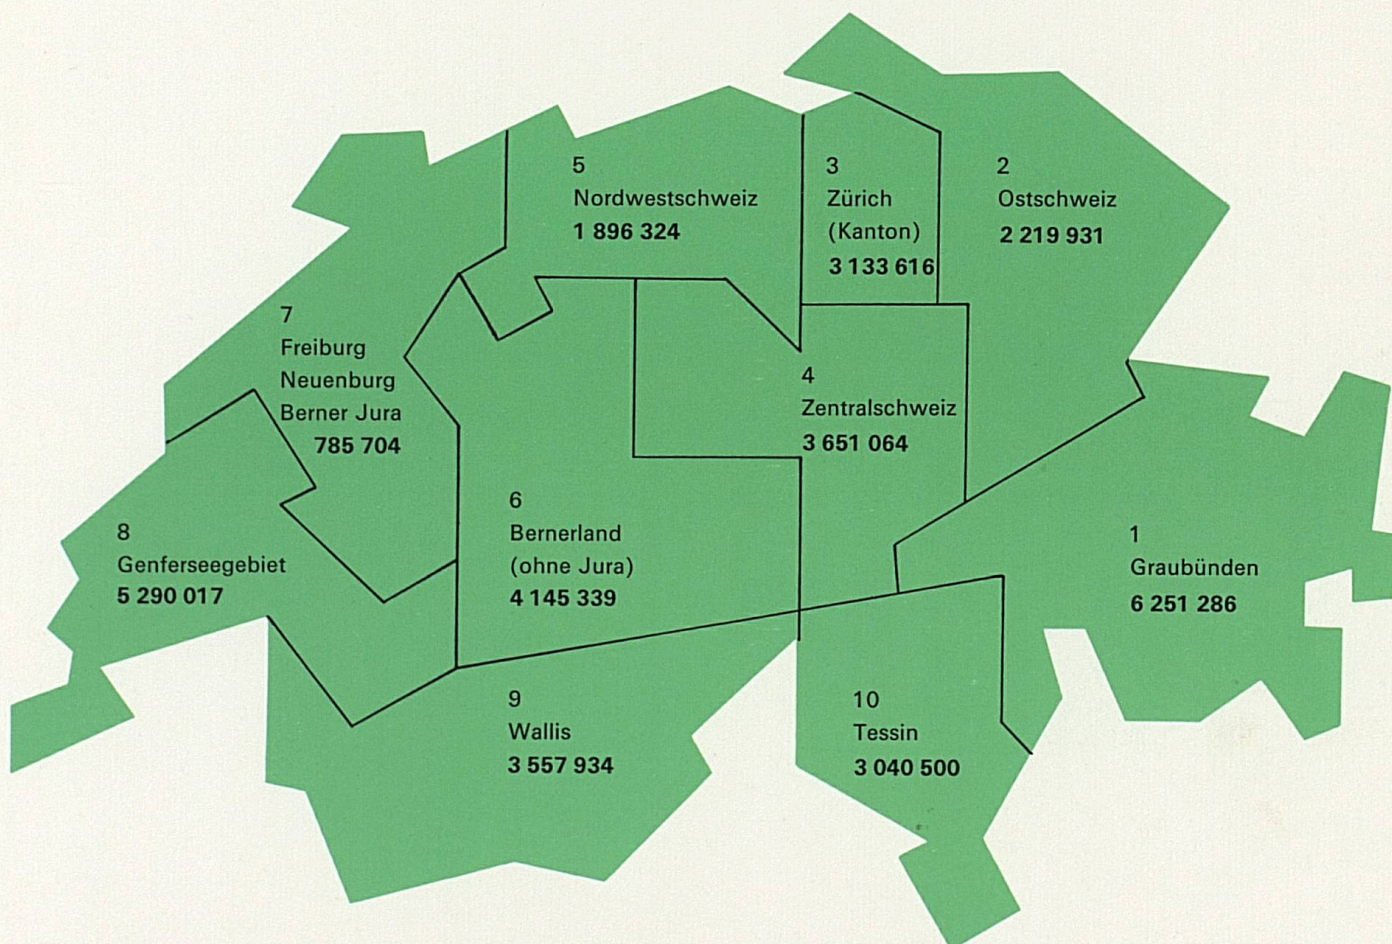 5
Nordwestschweiz
1 896 324
3
Zürich
(Kanton)
3 133 616
2
Ostschweiz
2 219 931
7
Freiburg
Neuenburg
Berner Jura
785 704
4
Zentralschweiz
3 651 064
6
Bernerland
(ohne Jura)
4 145 339
8
Genferseegebiet
5 290 017
1
Graubünden
6 251 286
9
Wallis
3 557 934
10
Tessin
3 040 500